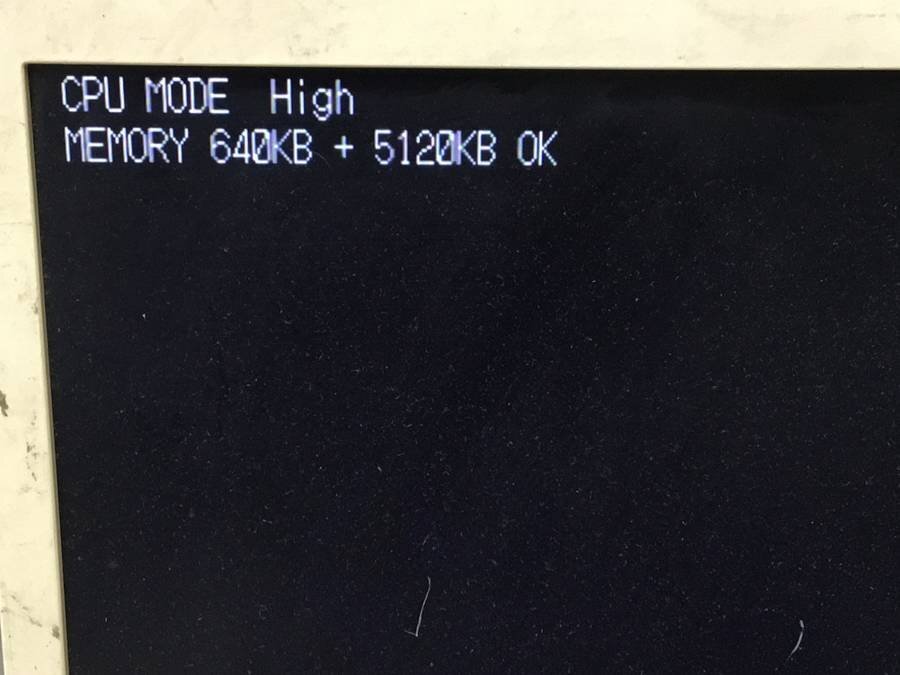 CPU MODE  High
MEMORY 640KB + 5120KB OK